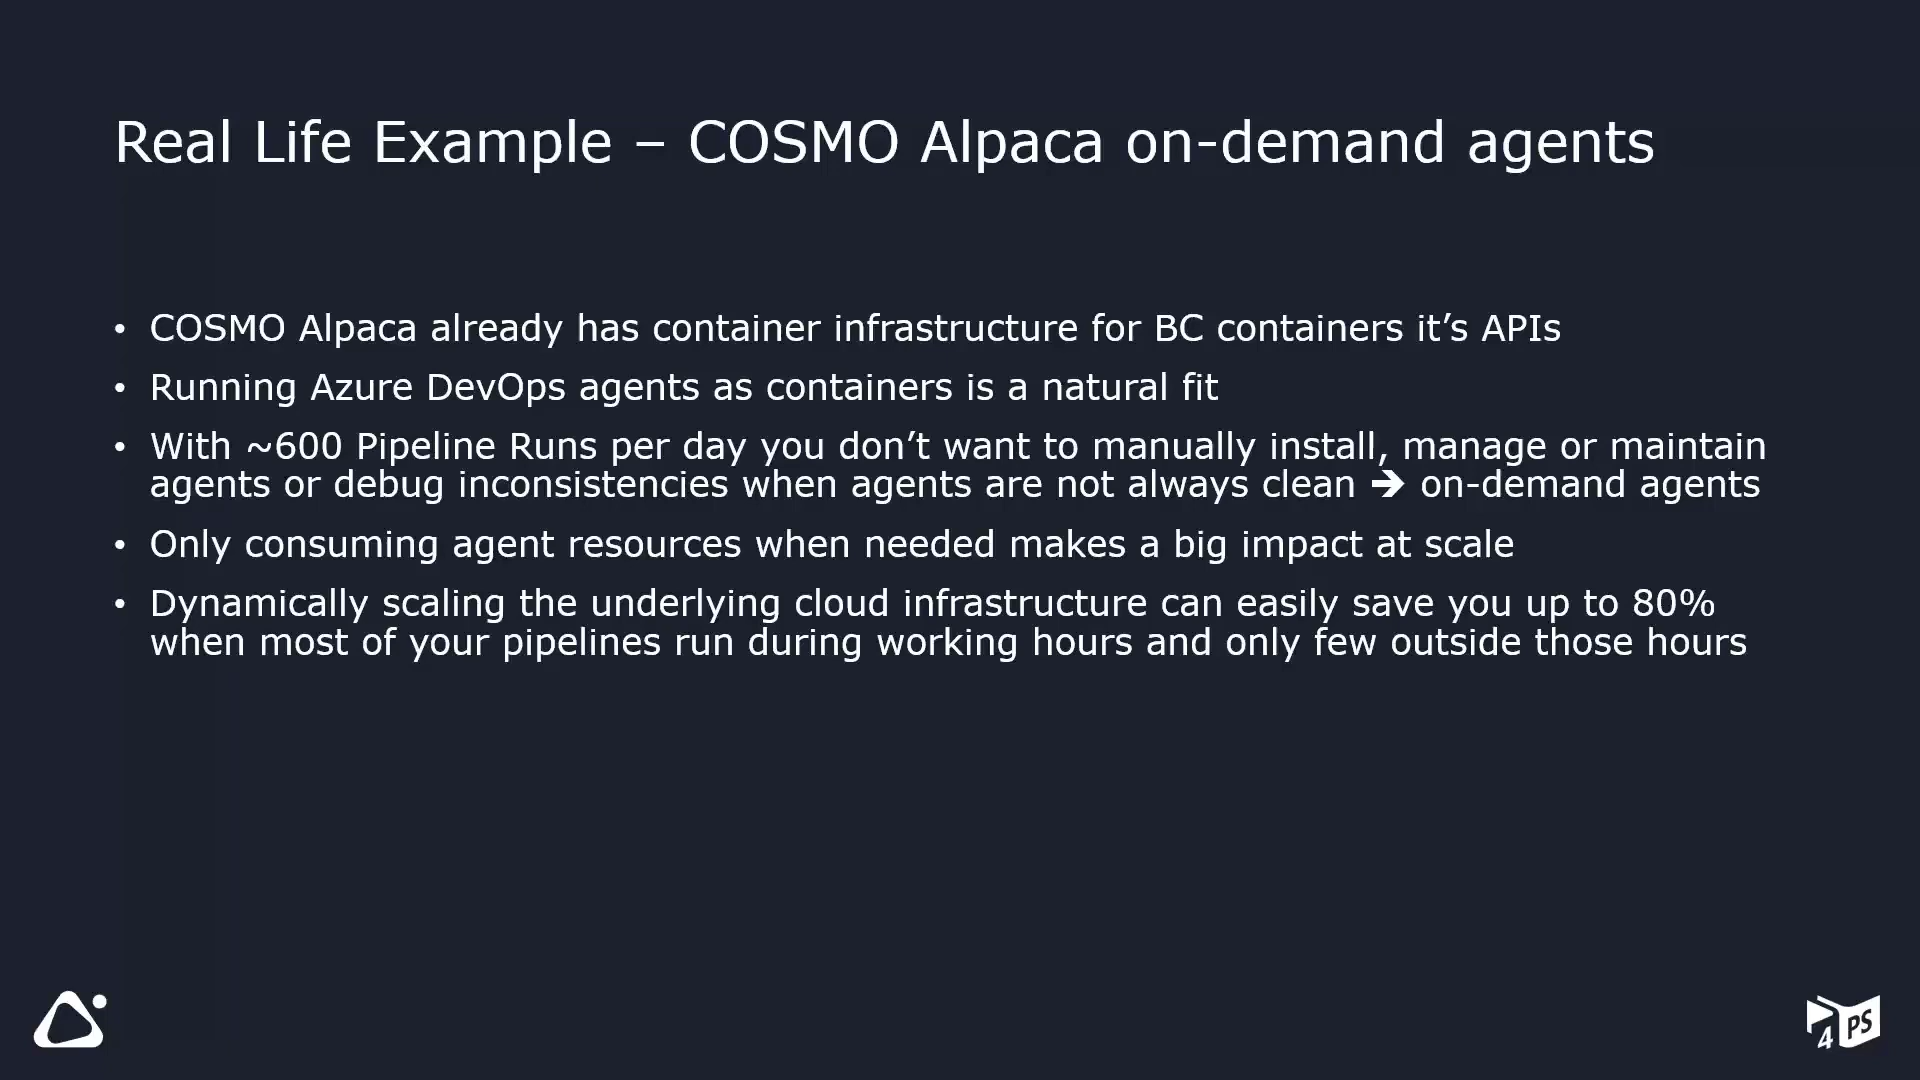 Real Life Example – COSMO Alpaca on-demand agents
• COSMO Alpaca already has container infrastructure for BC containers it’s APIs
• Running Azure DevOps agents as containers is a natural fit
• With ~600 Pipeline Runs per day you don’t want to manually install, manage or maintain
agents or debug inconsistencies when agents are not always clean ➔ on-demand agents
• Only consuming agent resources when needed makes a big impact at scale
• Dynamically scaling the underlying cloud infrastructure can easily save you up to 80%
when most of your pipelines run during working hours and only few outside those hours
4PS